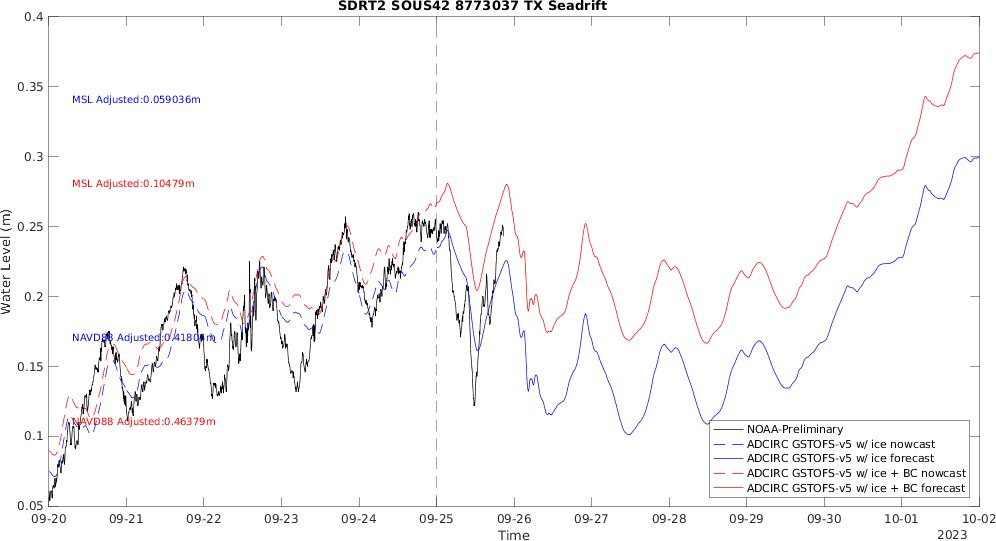 SDRT2 SOUS42 8773037 TX Seadrift
Water Level (m)
0.4
0.35
0.3
0.25
0.2
0.15
0.1
0.05
MSL Adjusted:0.059036m
MSL Adjusted:0.10479m
NAVD88 Adjusted:0.41804m
NAVD88 Adjusted:0.46379m
NOAA-Preliminary
ADCIRC GSTOFS-v5 w/ ice nowcast
ADCIRC GSTOFS-v5 w/ ice forecast
ADCIRC GSTOFS-v5 w/ ice + BC nowcast
ADCIRC GSTOFS-v5 w/ ice + BC forecast
09-20 09-21 09-22 09-23 09-24 09-25 09-26 09-27 09-28 09-29 09-30 10-01 10-02
Time
2023